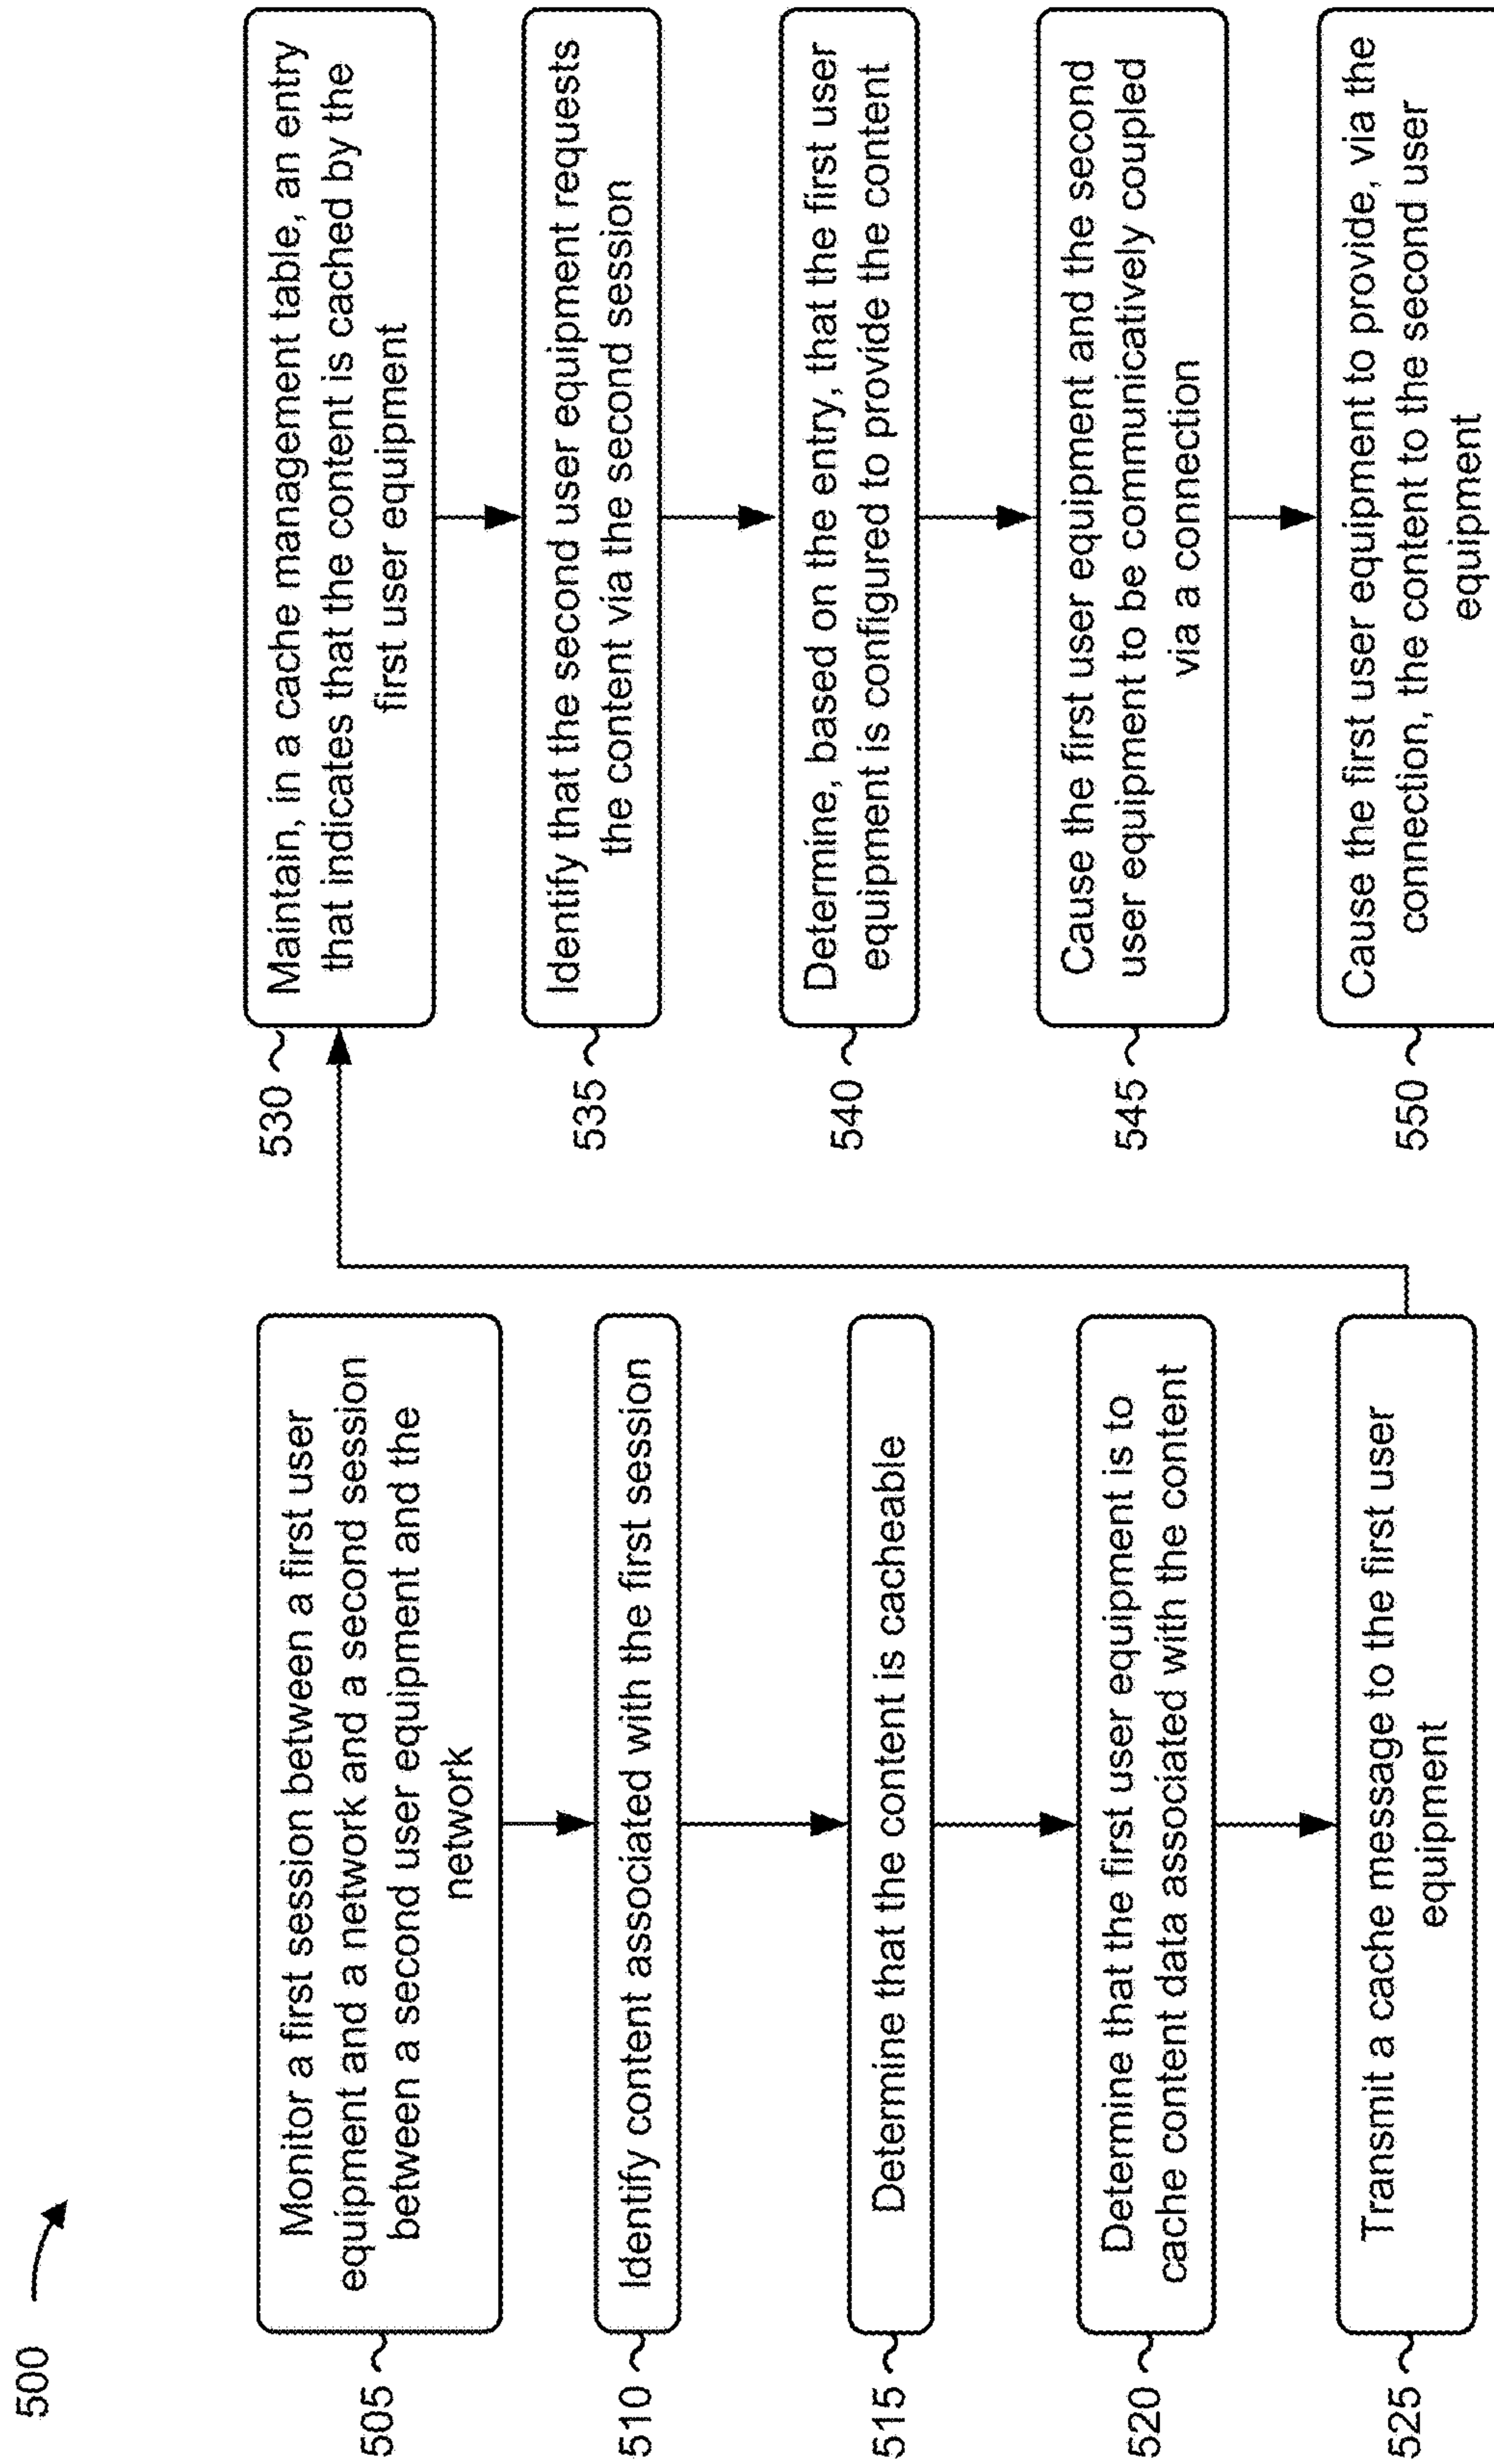 500
505
Monitor a first session between a first user
equipment and a network and a second session
between a second user equipment and the
network
510
Identify content associated with the first session
515
Determine that the content is cacheable
520
Determine that the first user equipment is to
cache content data associated with the content
525
Transmit a cache message to the first user
equipment
530
Maintain, in a cache management table, an entry
that indicates that the content is cached by the
first user equipment
535
Identify that the second user equipment requests
the content via the second session
540
Determine, based on the entry, that the first user
equipment is configured to provide the content
545
Cause the first user equipment and the second
user equipment to be communicatively coupled
via a connection
550
Cause the first user equipment to provide, via the
connection, the content to the second user
equipment